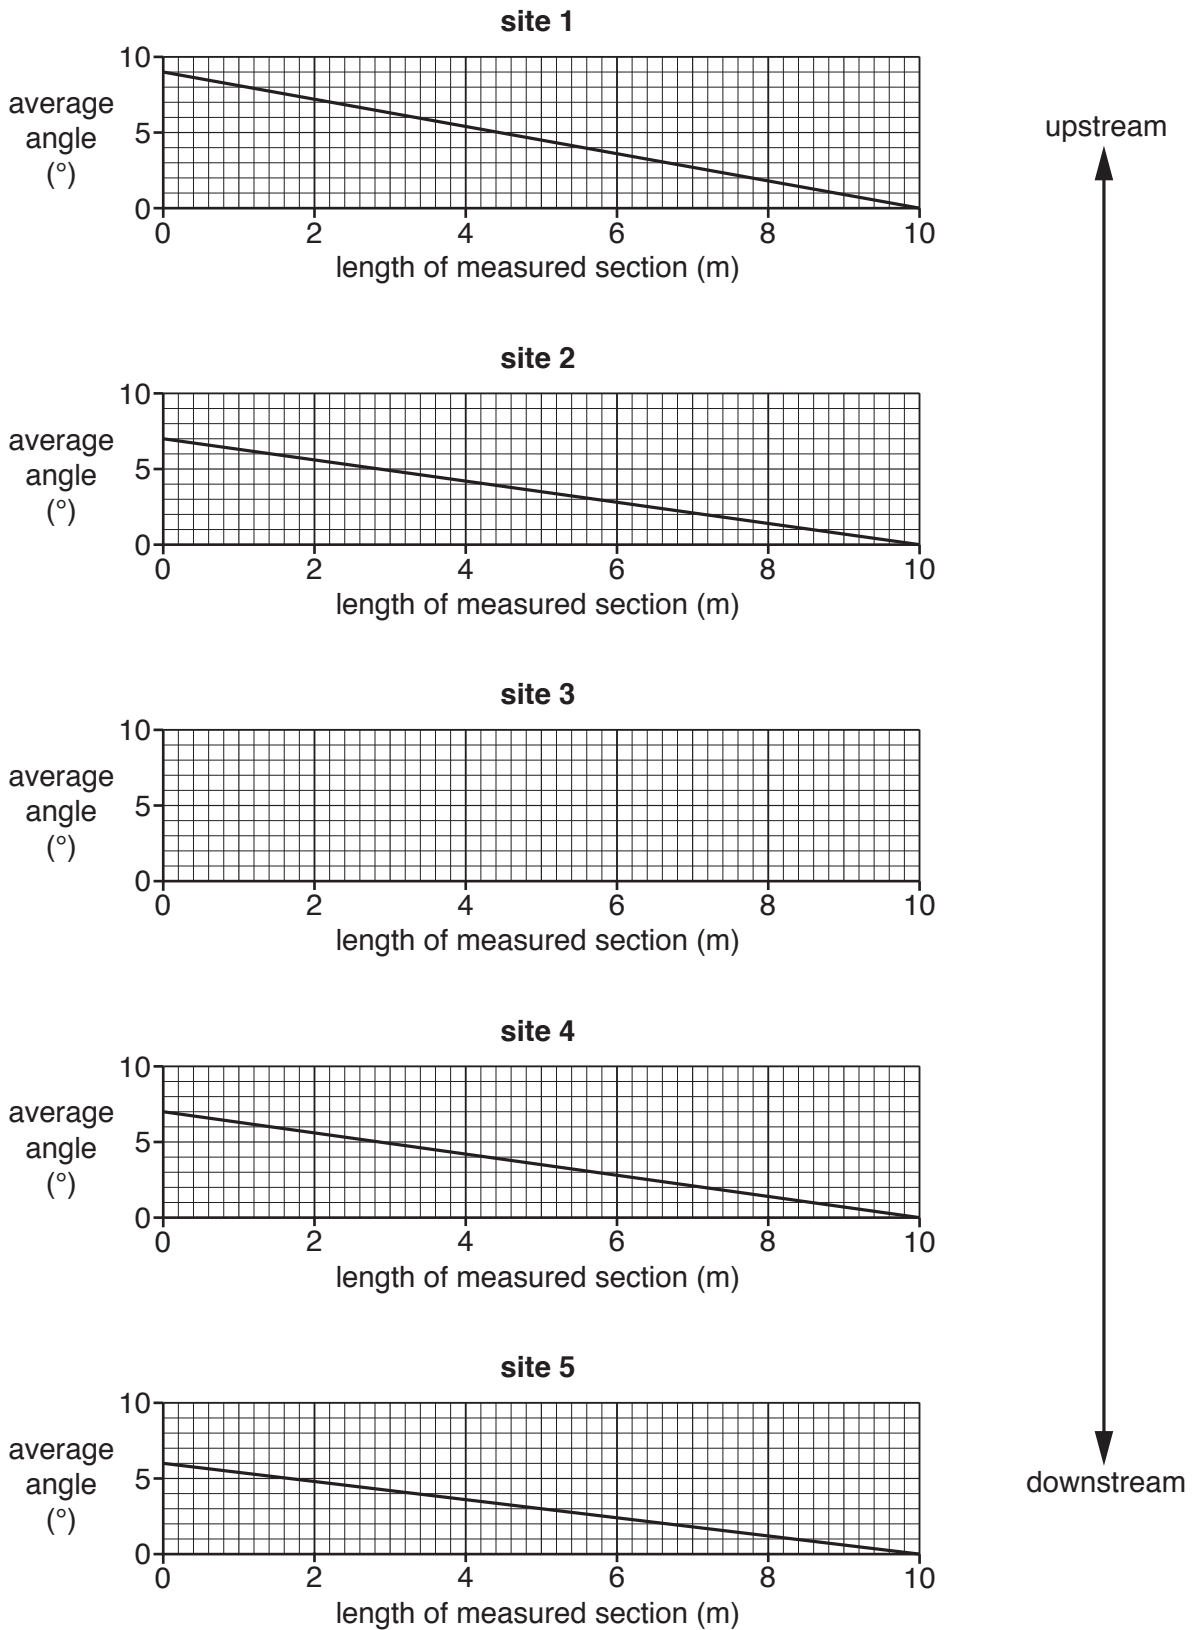 site 1
10
average
angle
(°)
5
0
0 2 4 6 8 10
length of measured section (m)
upstream
site 2
10
average
angle
(°)
5
0
0 2 4 6 8 10
length of measured section (m)
site 3
10
average
angle
(°)
5
0
0 2 4 6 8 10
length of measured section (m)
site 4
10
average
angle
(°)
5
0
0 2 4 6 8 10
length of measured section (m)
site 5
10
average
angle
(°)
5
0
0 2 4 6 8 10
length of measured section (m)
downstream